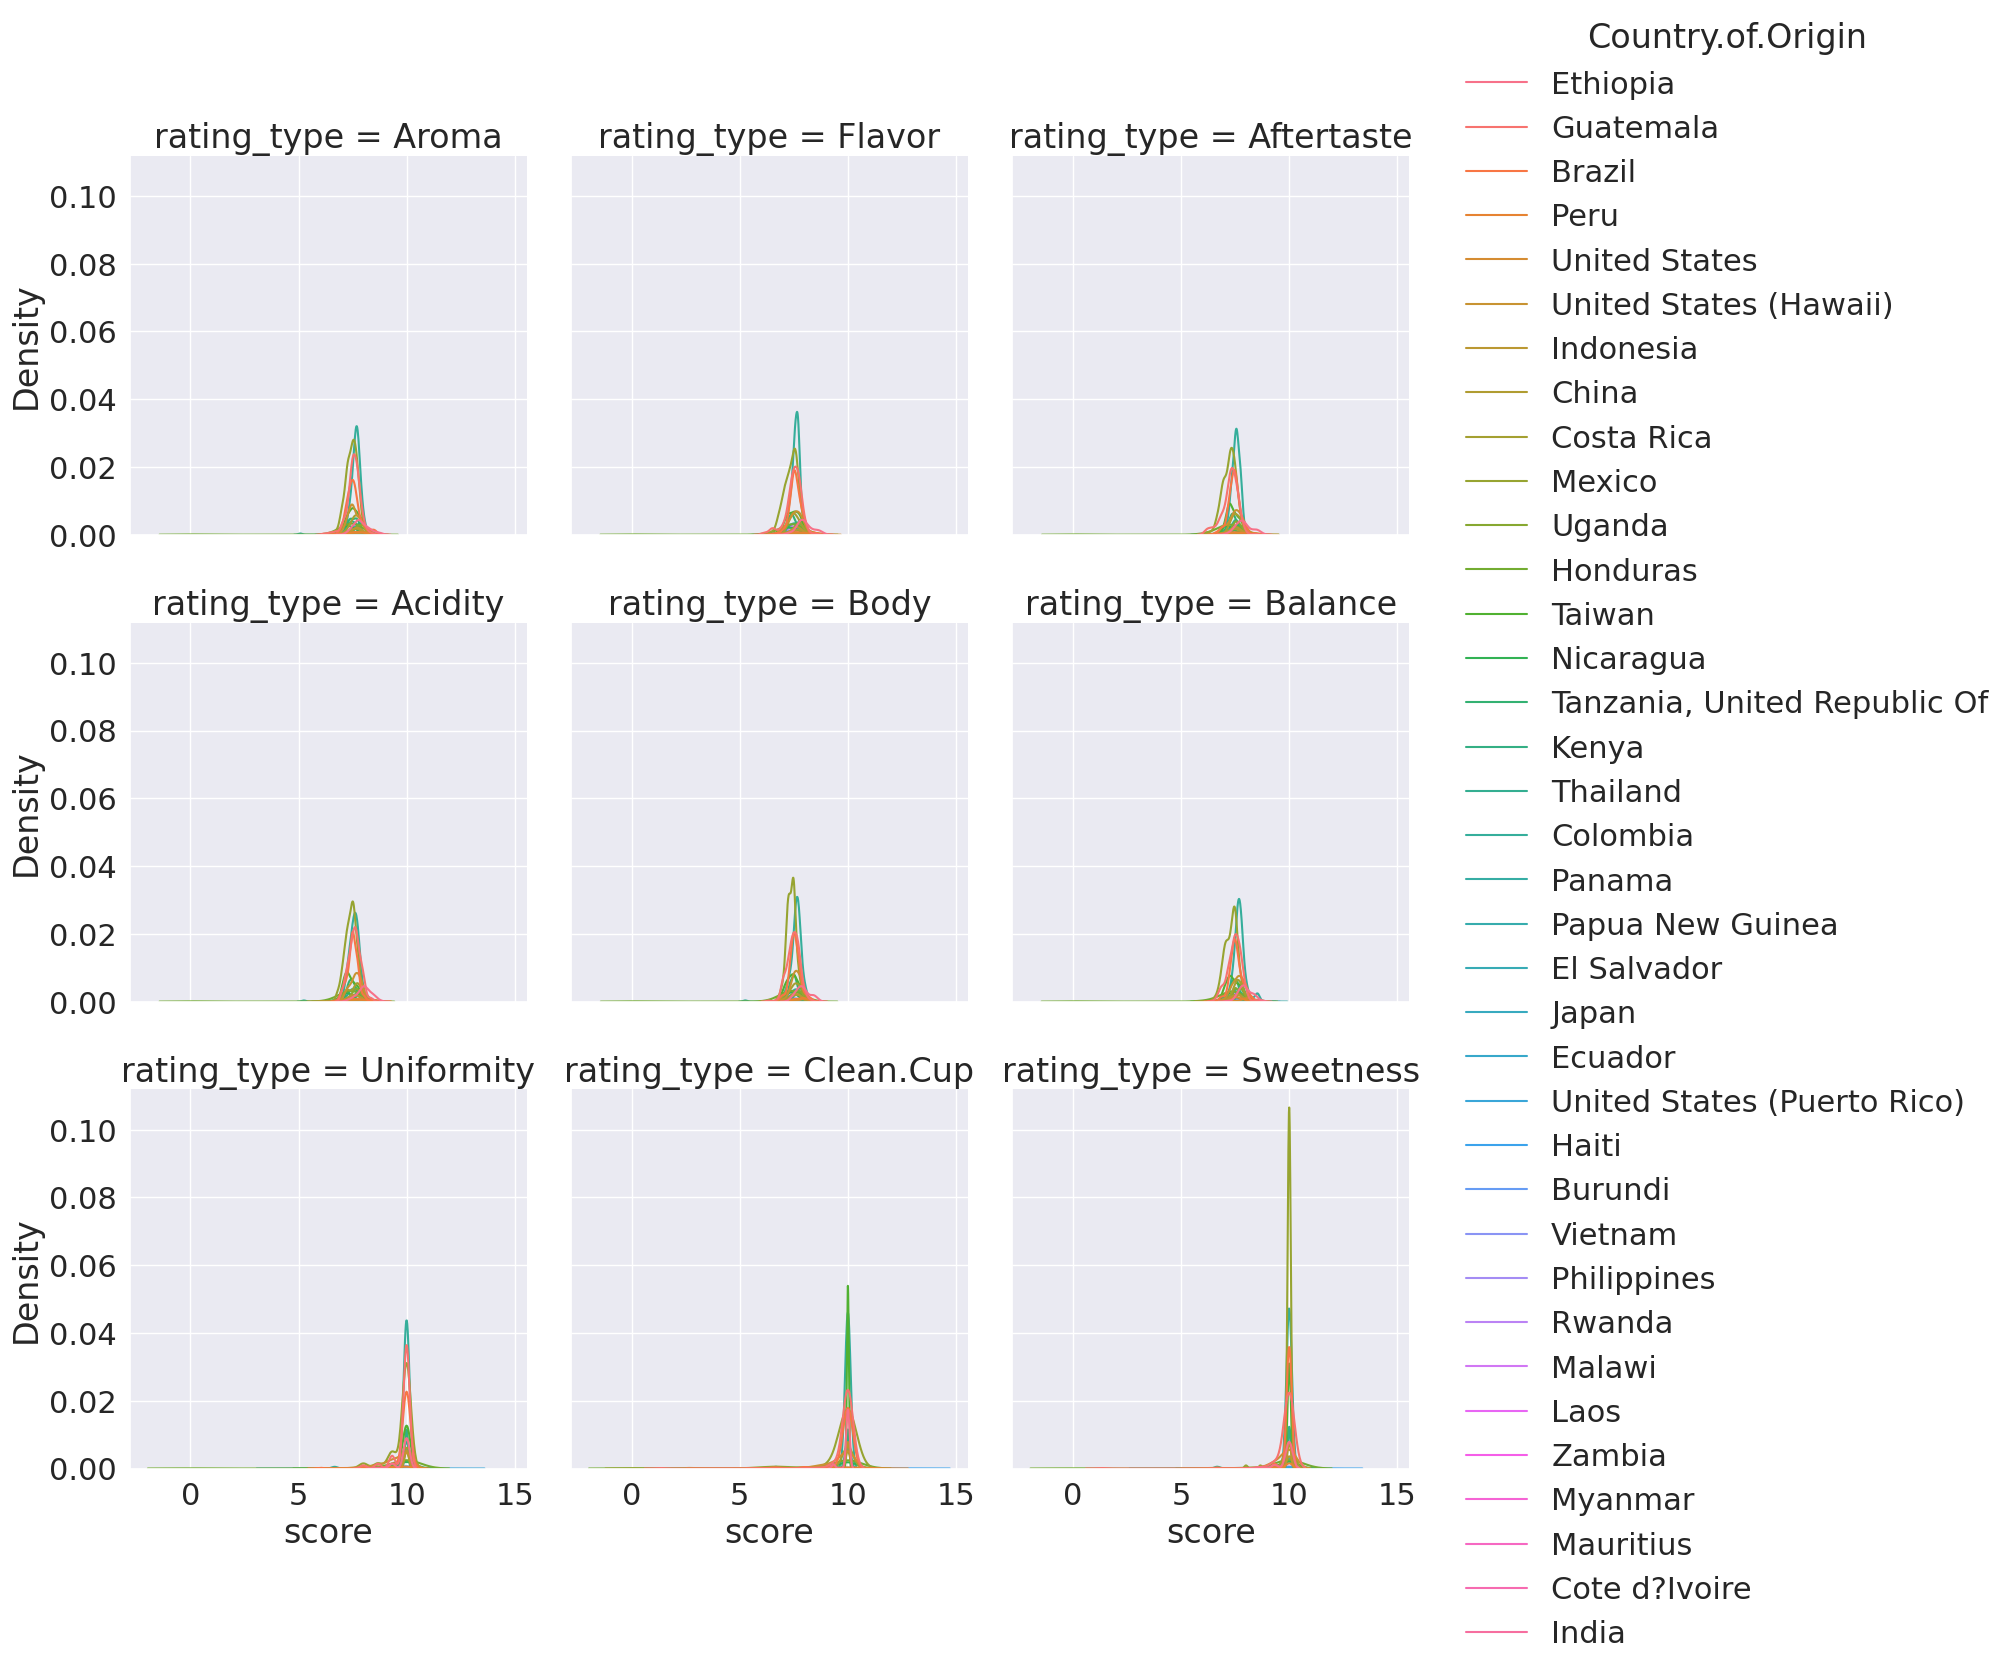 Country.of.Origin
Ethiopia
Guatemala
Brazil
Peru
United States
United States (Hawaii)
Indonesia
China
Costa Rica
Mexico
Uganda
Honduras
Taiwan
Nicaragua
Tanzania, United Republic Of
Kenya
Thailand
Colombia
Panama
Papua New Guinea
El Salvador
Japan
Ecuador
United States (Puerto Rico)
Haiti
Burundi
Vietnam
Philippines
Rwanda
Malawi
Laos
Zambia
Myanmar
Mauritius
Cote d?Ivoire
India
rating_type = Aroma
rating_type = Flavor
rating_type = Aftertaste
Density
0.10
0.08
0.06
0.04
0.02
0.00
rating_type = Acidity
rating_type = Body
rating_type = Balance
Density
0.10
0.08
0.06
0.04
0.02
0.00
rating_type = Uniformity
rating_type = Clean.Cup
rating_type = Sweetness
Density
0.10
0.08
0.06
0.04
0.02
0.00
0 5 10 15
0 5 10 15
0 5 10 15
score
score
score